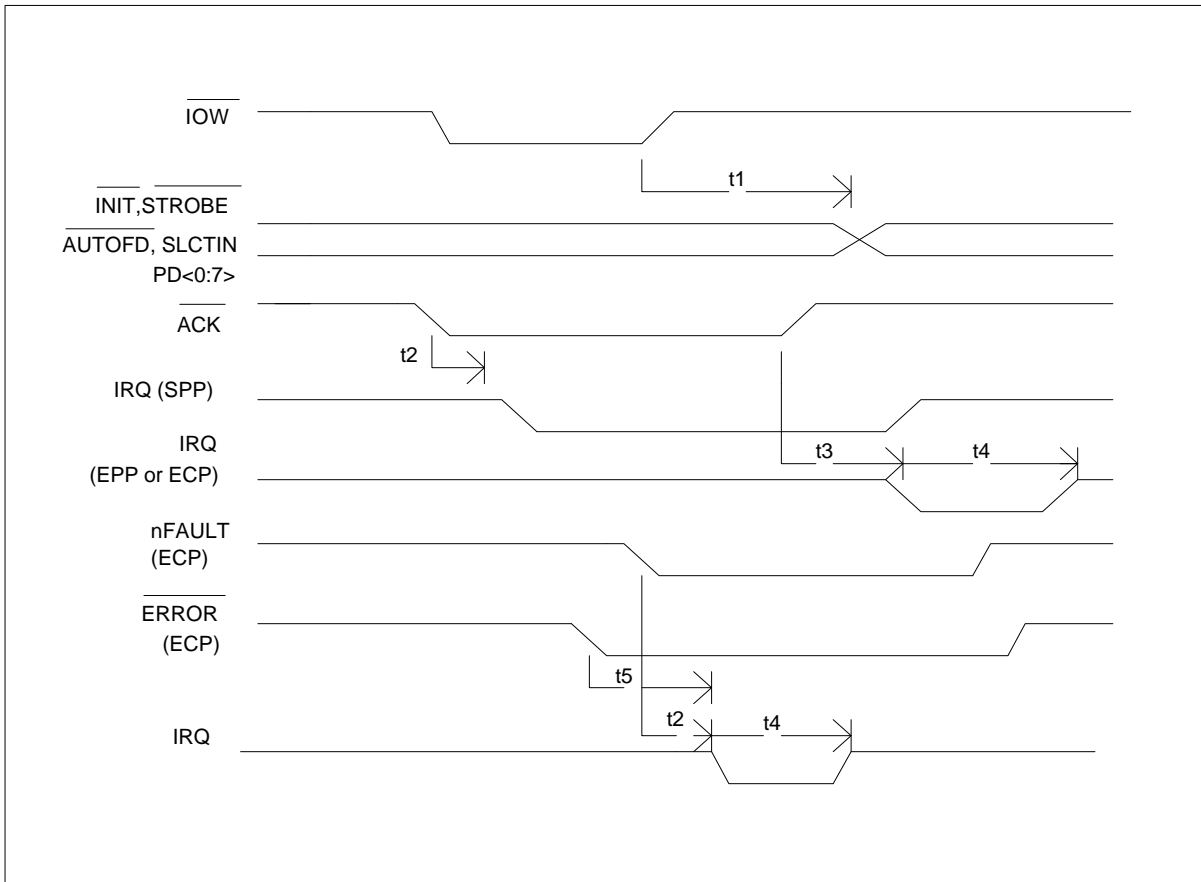 IOW
t1
INIT,STROBE
AUTOFD, SLCTIN
PD<0:7>
ACK
t2
IRQ (SPP)
IRQ
t3 t4
(EPP or ECP)
nFAULT
(ECP)
ERROR
(ECP)
t5
t2 t4
IRQ